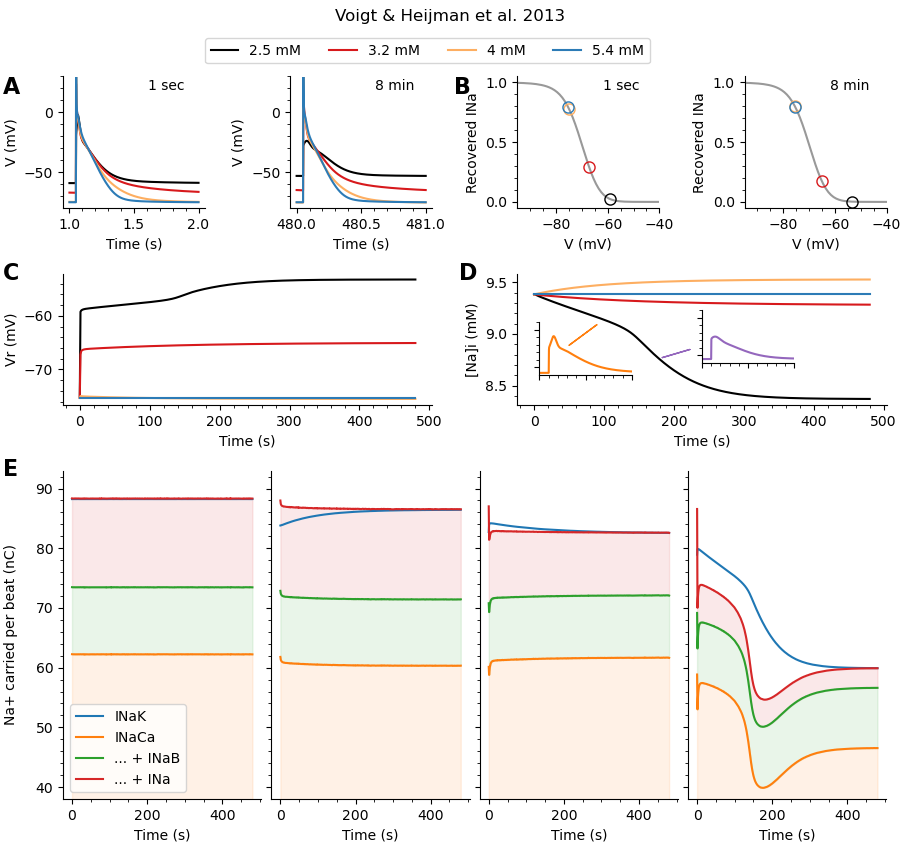 Voigt & Heijman et al. 2013
2.5 mM 3.2 mM 4 mM 5.4 mM
A
1 sec
V (mV)
0
−50
1.0 1.5 2.0
Time (s)
8 min
V (mV)
0
−50
480.0 480.5 481.0
Time (s)
B
1 sec
Recovered INa
1.0
0.5
0.0
−80 −60 −40
V (mV)
8 min
Recovered INa
1.0
0.5
0.0
−80 −60 −40
V (mV)
C
Vr (mV)
−60
−70
0 100 200 300 400 500
Time (s)
D
[Na]i (mM)
9.5
9.0
8.5
0 100 200 300 400 500
Time (s)
E
Na+ carried per beat (nC)
90
80
70
60
50
40
INaK
INaCa
... + INaB
... + INa
0 200 400
Time (s)
0 200 400
Time (s)
0 200 400
Time (s)
0 200 400
Time (s)